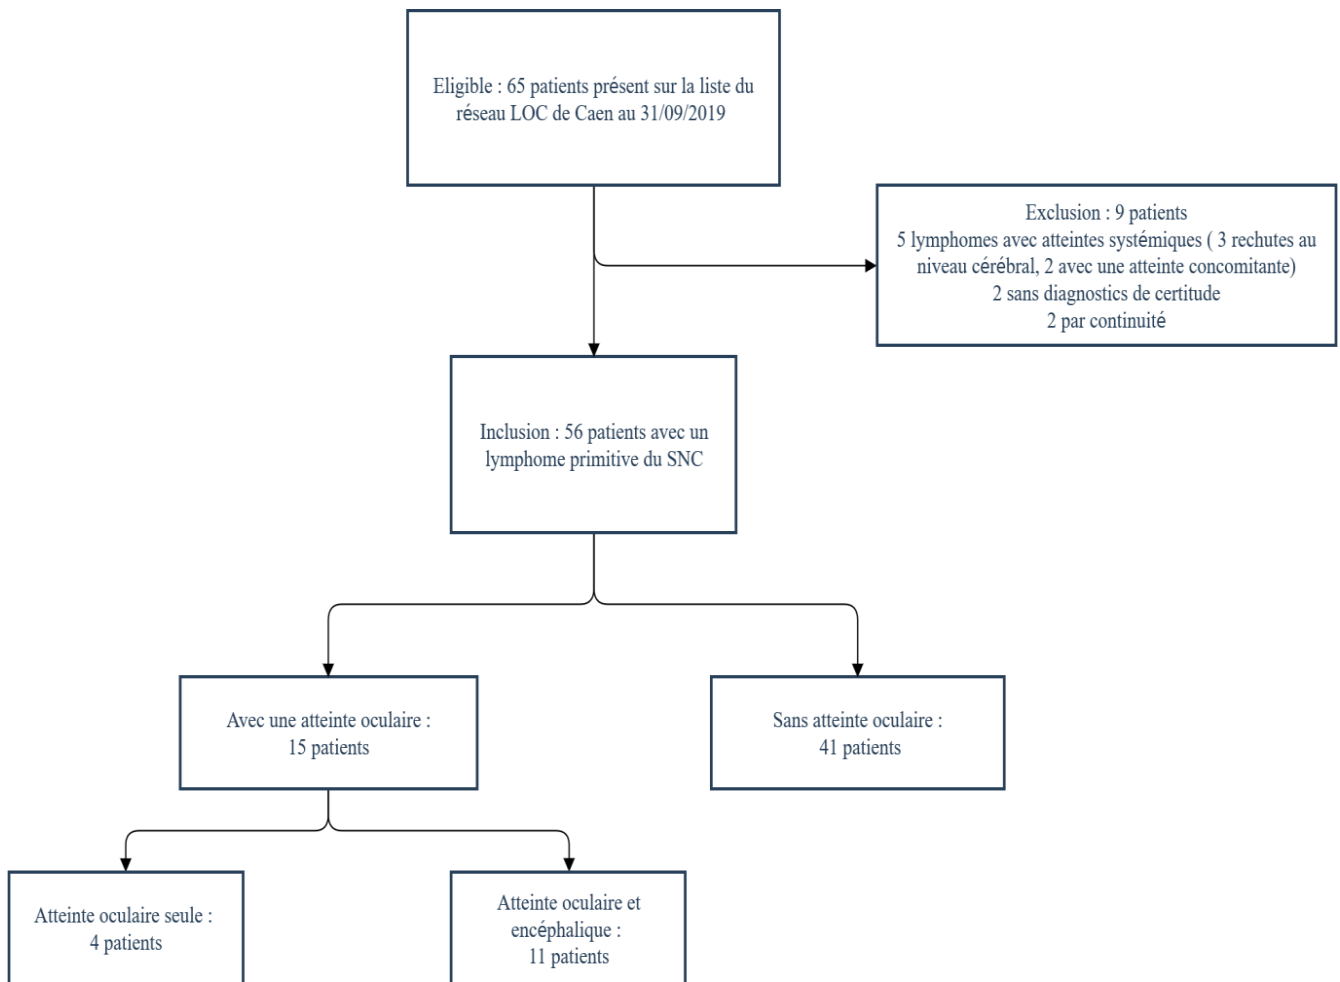 Eligible : 65 patients présent sur la liste du
réseau LOC de Caen au 31/09/2019
Exclusion : 9 patients
5 lymphomes avec atteintes systémiques ( 3 rechutes au
niveau cérébral, 2 avec une atteinte concomitante)
2 sans diagnostics de certitude
2 par continuité
Inclusion : 56 patients avec un
lymphome primitive du SNC
Avec une atteinte oculaire :
15 patients
Sans atteinte oculaire :
41 patients
Atteinte oculaire seule :
4 patients
Atteinte oculaire et
encéphalique :
11 patients